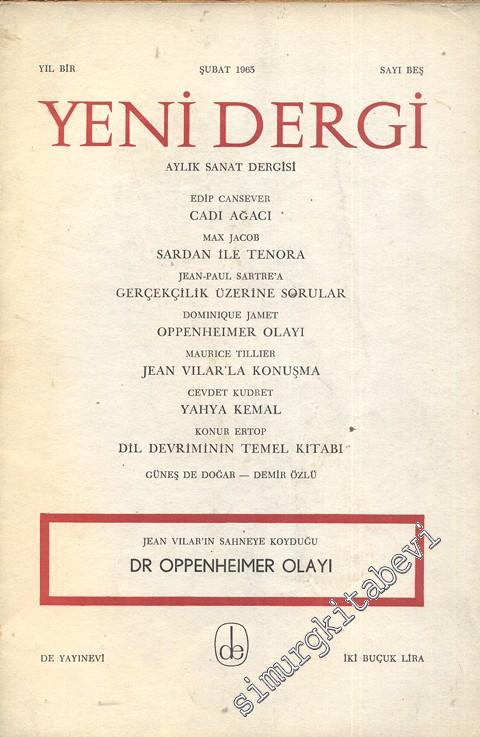 YIL BİR ŞUBAT 1965 SAYI BEŞ
YENİ DERGİ
AYLIK SANAT DERGİSİ
EDİP CANSEVER
CADI AĞACI
MAX JACOB
SARDAN İLE TENORA
JEAN-PAUL SARTRE'A
GERÇEKÇİLİK ÜZERİNE SORULAR
DOMINIQUE JAMET
OPPENHEIMER OLAYI
MAURICE TILLIER
JEAN VILAR'LA KONUŞMA
CEVDET KUDRET
YAHYA KEMAL
KONUR ERTOP
DİL DEVRİMİNİN TEMEL KİTABI
GÜNEŞ DE DOĞAR — DEMİR ÖZLÜ
JEAN VILAR'IN SAHNEYE KOYDUĞU
DR OPPENHEIMER OLAYI
DE YAYINEVİ de İKİ BUÇUK LİRA
simurgkitabevi